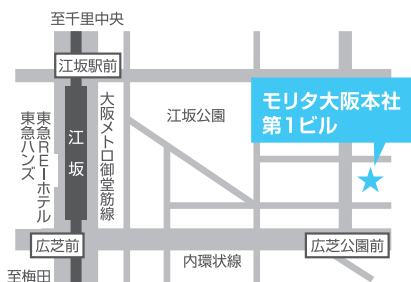 至千里中央
江坂駅前
モリタ大阪本社
第1ビル
江坂公園
大阪メトロ御堂筋線
江坂
東急REIホテル
東急ハンズ
広芝前
広芝公園前
内環状線
至梅田